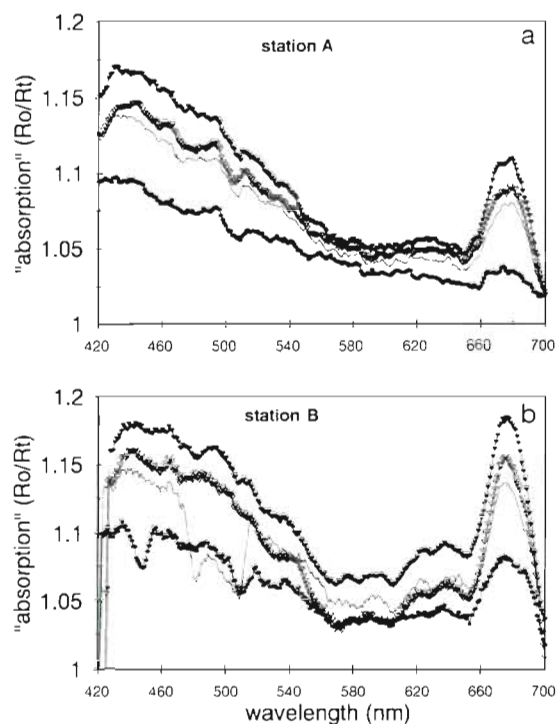 a
station A
"absorption" (Ro/Rt)
1.2
1.15
1.1
1.05
1
420 460 500 540 580 620 660 700
b
station B
"absorption" (Ro/Rt)
1.2
1.15
1.1
1.05
1
420 460 500 540 580 620 660 700
wavelength (nm)